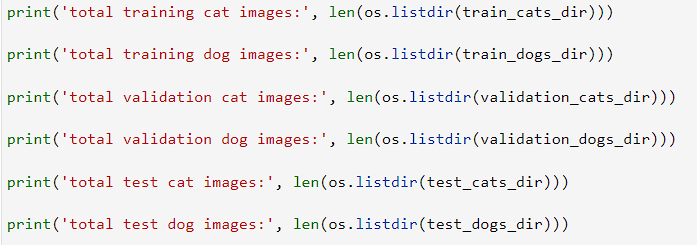 print('total training cat images:', len(os.listdir(train_cats_dir)))
print('total training dog images:', len(os.listdir(train_dogs_dir)))
print('total validation cat images:', len(os.listdir(validation_cats_dir)))
print('total validation dog images:', len(os.listdir(validation_dogs_dir)))
print('total test cat images:', len(os.listdir(test_cats_dir)))
print('total test dog images:', len(os.listdir(test_dogs_dir)))